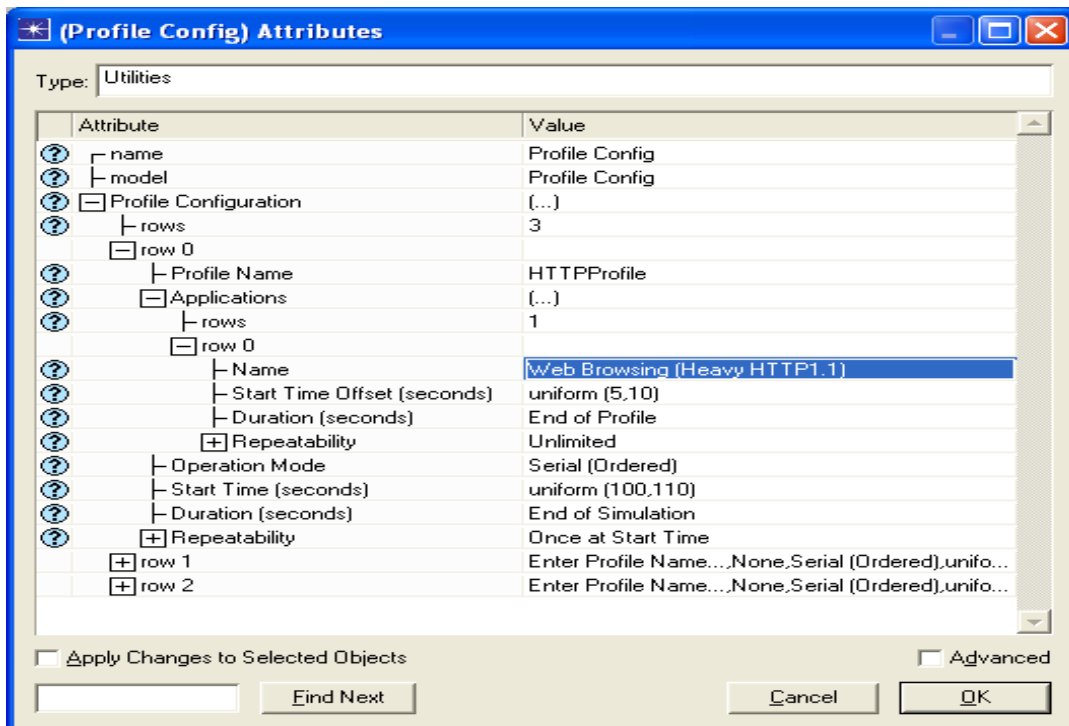 (Profile Config) Attributes
Type: Utilities
Attribute Value
name Profile Config
model Profile Config
Profile Configuration (...)
rows 3
row 0
Profile Name HTTPProfile
Applications (...)
rows 1
row 0
Name Web Browsing (Heavy HTTP1.1)
Start Time Offset (seconds) uniform (5,10)
Duration (seconds) End of Profile
Repeatability Unlimited
Operation Mode Serial (Ordered)
Start Time (seconds) uniform (100,110)
Duration (seconds) End of Simulation
Repeatability Once at Start Time
row 1 Enter Profile Name...,None,Serial (Ordered),unifo...
row 2 Enter Profile Name...,None,Serial (Ordered),unifo...
Apply Changes to Selected Objects Advanced
Find Next Cancel OK